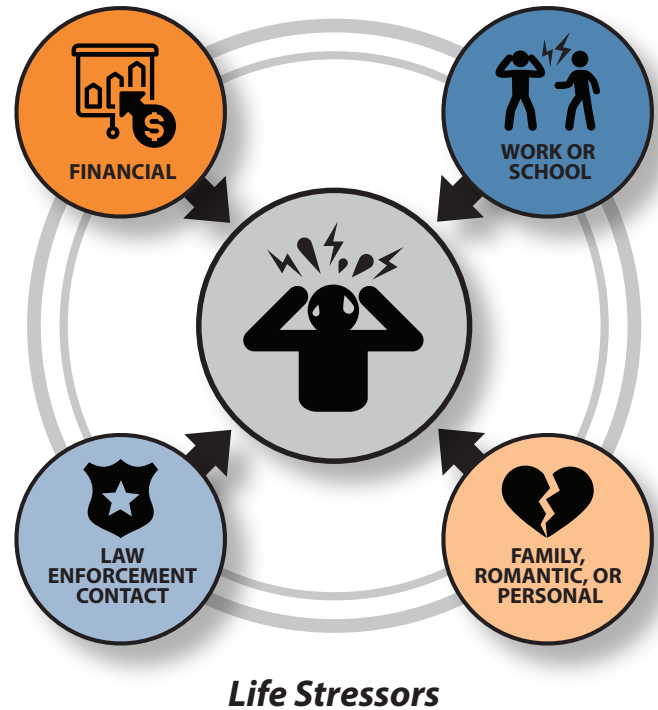 $
FINANCIAL
WORK OR
SCHOOL
LAW
ENFORCEMENT
CONTACT
FAMILY,
ROMANTIC, OR
PERSONAL
Life Stressors